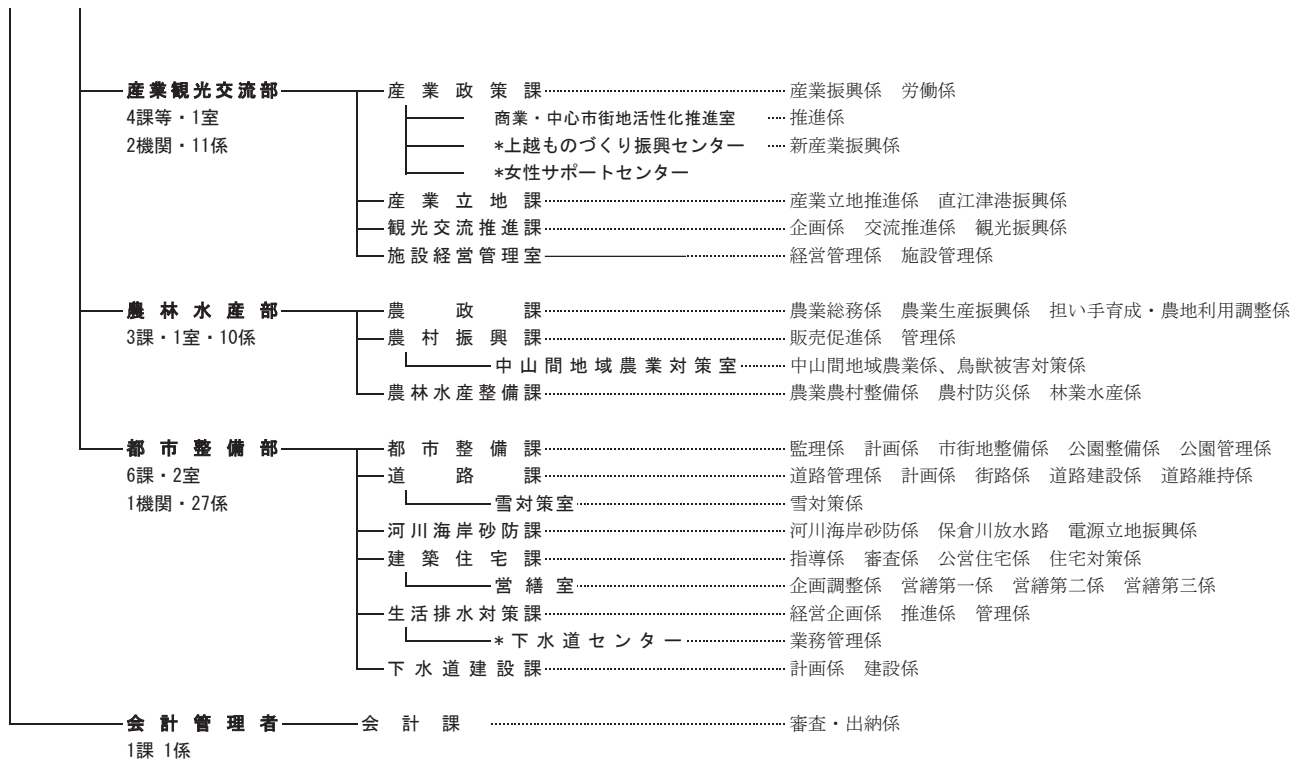 産業観光交流部 産業政策課 産業振興係 労働係
4課等・1室 商業・中心市街地活性化推進室 推進係
2機関・11係 *上越ものづくり振興センター 新産業振興係
*女性サポートセンター
産業立地課 産業立地推進係 直江津港振興係
観光交流推進課 企画係 交流推進係 観光振興係
施設経営管理室 経営管理係 施設管理係
農林水産部 農政課 農業総務係 農業生産振興係 担い手育成・農地利用調整係
3課・1室・10係 農村振興課 販売促進係 管理係
中山間地域農業対策室 中山間地域農業係、鳥獣被害対策係
農林水産整備課 農業農村整備係 農村防災係 林業水産係
都市整備部 都市整備課 監理係 計画係 市街地整備係 公園整備係 公園管理係
6課・2室 道路課 道路管理係 計画係 街路係 道路建設係 道路維持係
1機関・27係 雪対策室 雪対策係
河川海岸砂防課 河川海岸砂防係 保倉川放水路 電源立地振興係
建築住宅課 指導係 審査係 公営住宅係 住宅対策係
営繕室 企画調整係 営繕第一係 営繕第二係 営繕第三係
生活排水対策課 経営企画係 推進係 管理係
*下水道センター 業務管理係
下水道建設課 計画係 建設係
会計管理者 会計課 審査・出納係
1課 1係